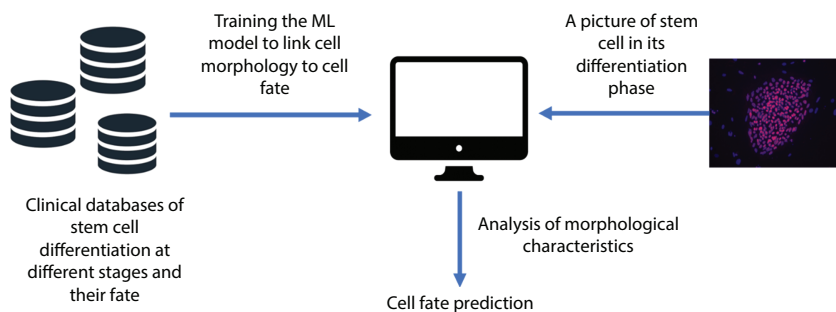 Training the ML
model to link cell
morphology to cell
fate
A picture of stem
cell in its
differentiation
phase
Clinical databases of
stem cell
differentiation at
different stages and
their fate
Analysis of morphological
characteristics
Cell fate prediction